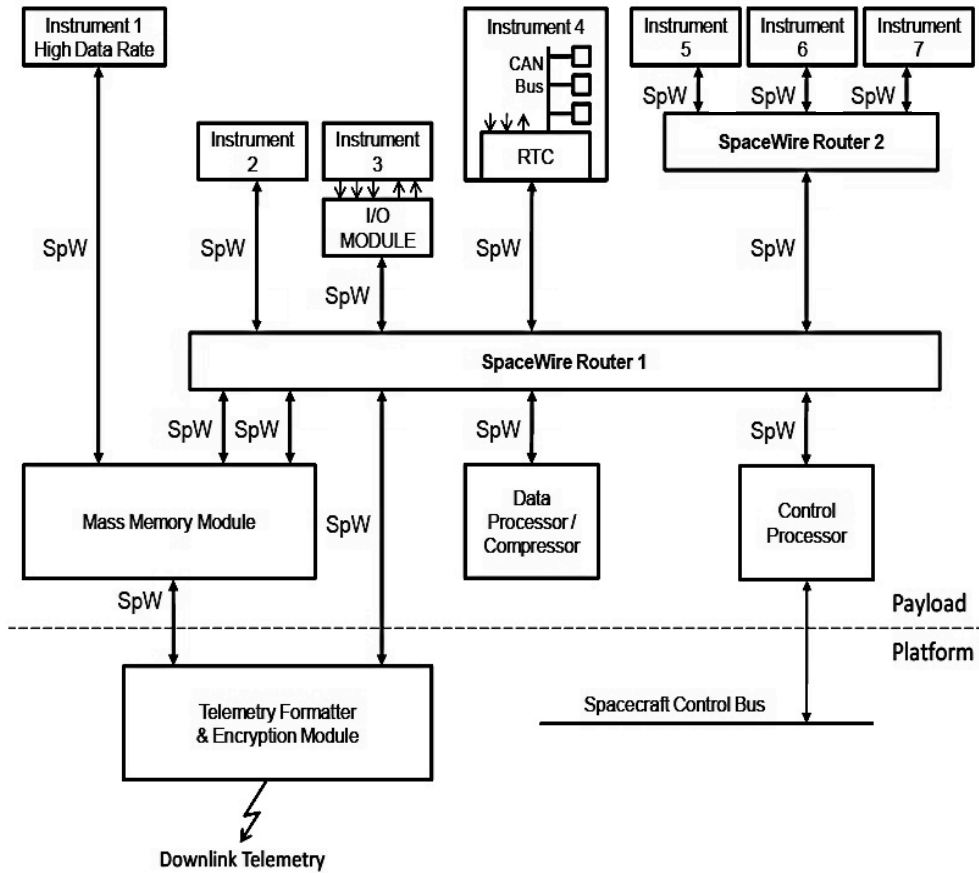 Instrument 1
High Data Rate
Instrument 4
CAN
Bus
RTC
Instrument
5
Instrument
6
Instrument
7
SpW
SpW
SpW
SpaceWire Router 2
Instrument
2
Instrument
3
I/O
MODULE
SpW
SpW
SpW
SpW
SpW
SpaceWire Router 1
SpW
SpW
SpW
SpW
SpW
Mass Memory Module
Data
Processor /
Compressor
Control
Processor
SpW
Payload
Platform
Telemetry Formatter
& Encryption Module
Spacecraft Control Bus
Downlink Telemetry